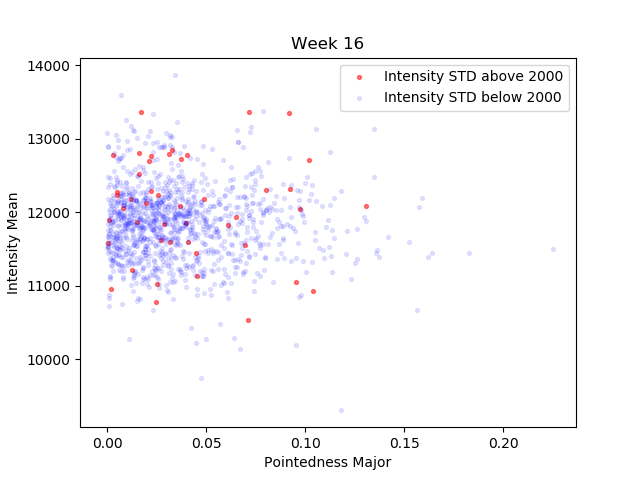 Week 16
Intensity STD above 2000
Intensity STD below 2000
14000
13000
12000
11000
10000
Intensity Mean
0.00 0.05 0.10 0.15 0.20
Pointedness Major